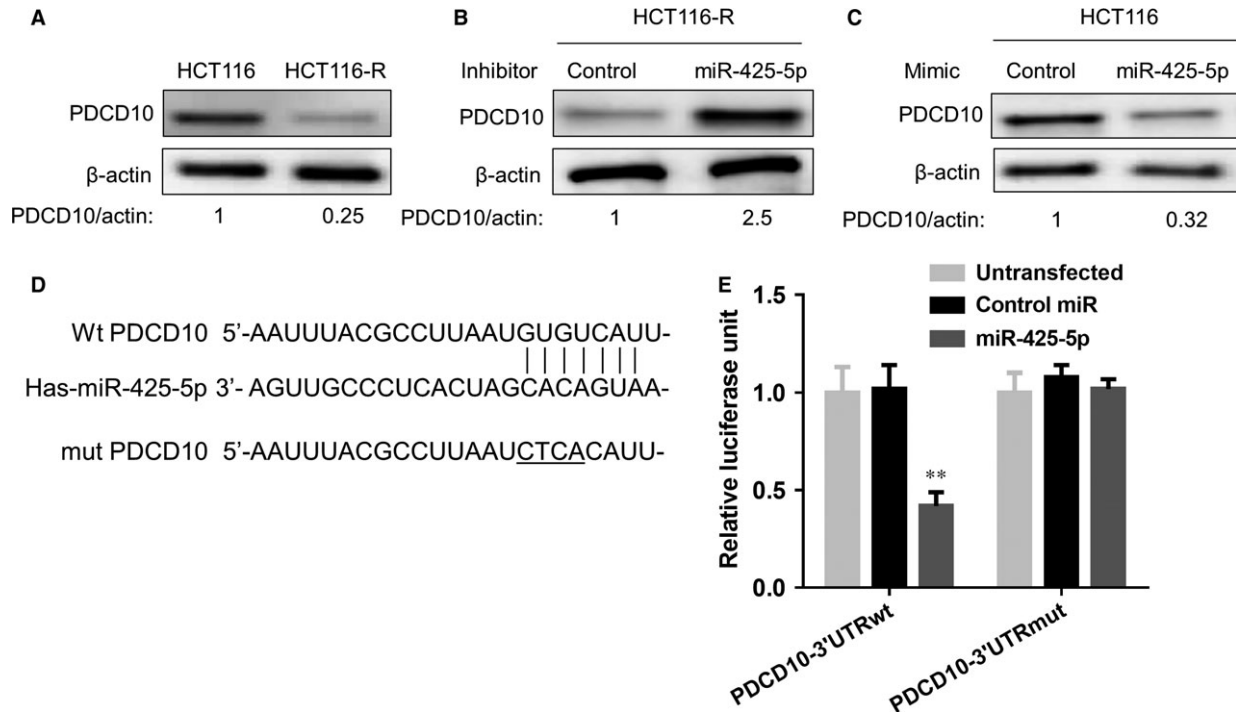 A
HCT116 HCT116-R
PDCD10
β-actin
PDCD10/actin: 1 0.25
B
HCT116-R
Inhibitor Control miR-425-5p
PDCD10
β-actin
PDCD10/actin: 1 2.5
C
HCT116
Mimic Control miR-425-5p
PDCD10
β-actin
PDCD10/actin: 1 0.32
D
Wt PDCD10 5’-AAUUUACGCCUUAAUGUGUCAUU-
Has-miR-425-5p 3’- AGUUGCCCUCACUAGCACAGUAA-
mut PDCD10 5’-AAUUUACGCCUUAAUCTCACAUU-
E
Untransfected
Control miR
miR-425-5p
Relative luciferase unit
1.5
1.0
0.5
0.0
**
PDCD10-3'UTRwt
PDCD10-3'UTRmut